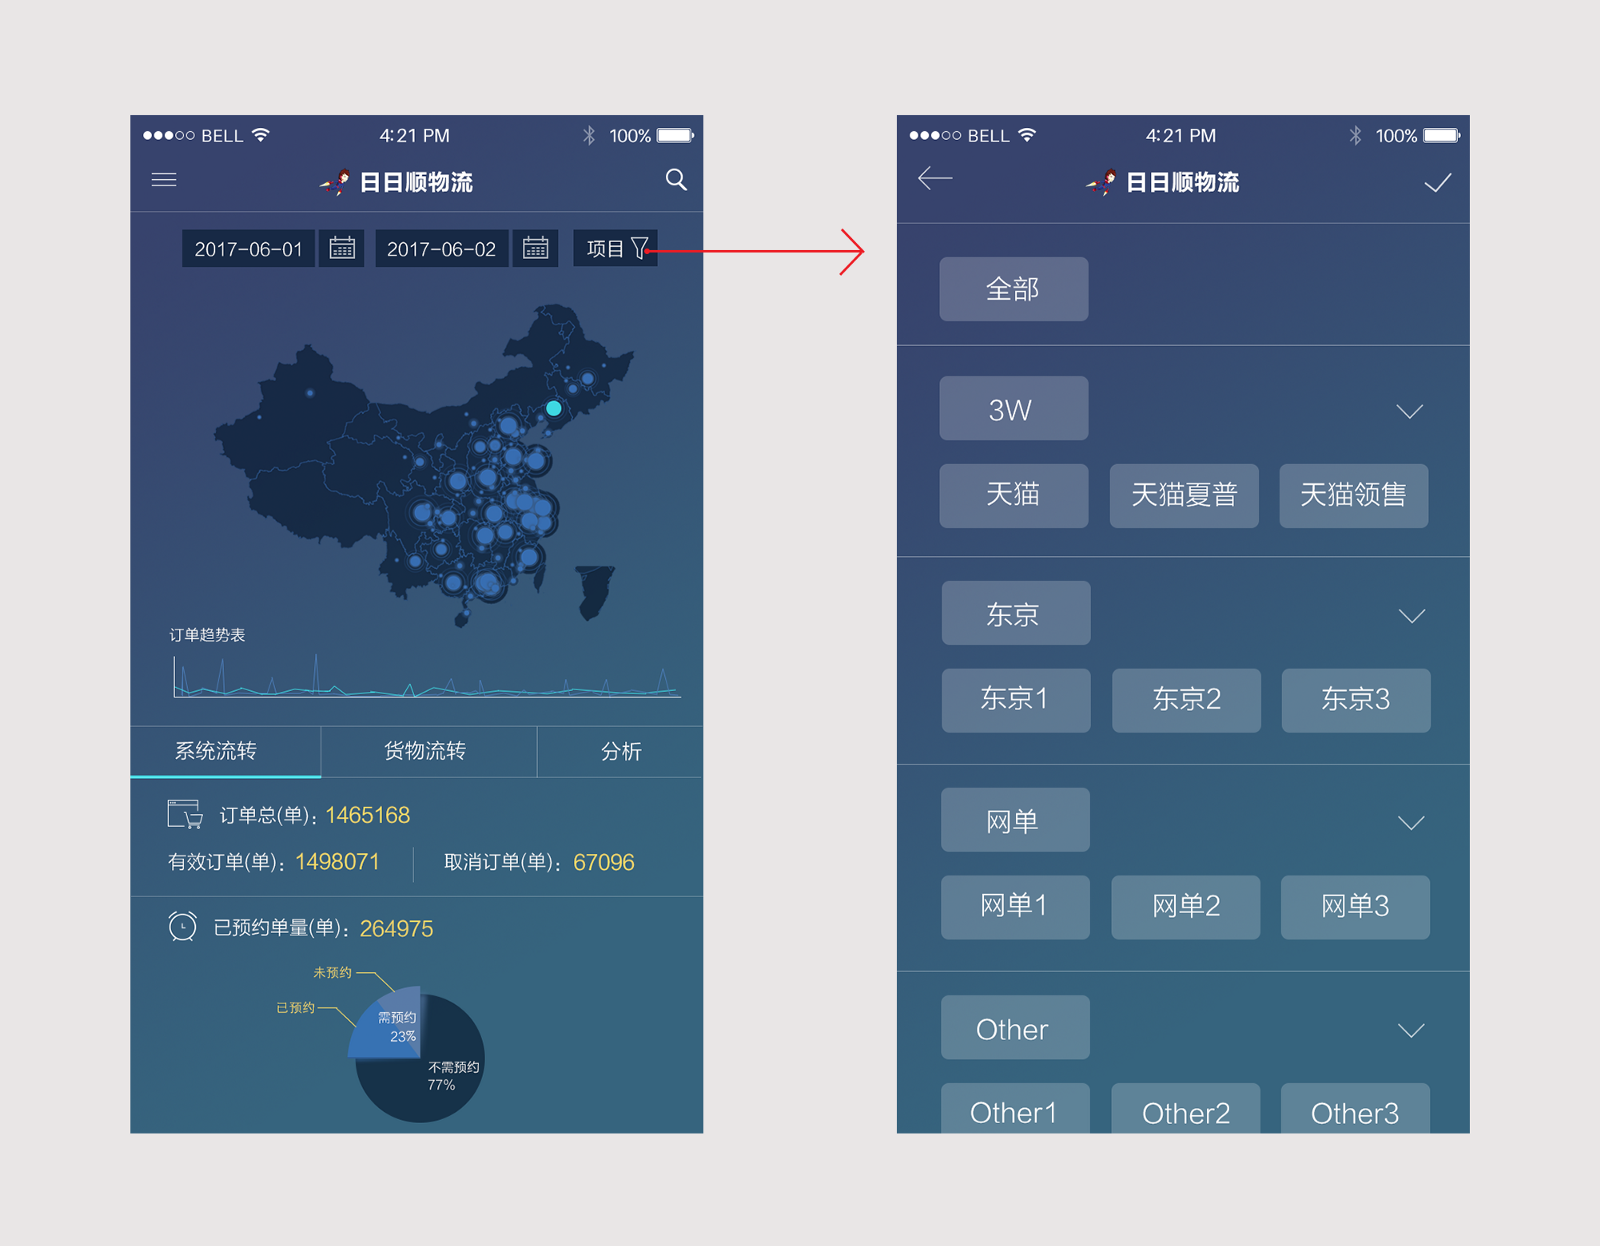 BELL 4:21 PM 100%
日日顺物流
2017-06-01 2017-06-02 项目
订单趋势表
系统流转 货物流转 分析
订单总(单): 1465168
有效订单(单): 1498071 取消订单(单): 67096
已预约单量(单): 264975
未预约
已预约
需预约
23%
不需预约
77%
BELL 4:21 PM 100%
日日顺物流
全部
3W
天猫 天猫夏普 天猫领售
东京
东京1 东京2 东京3
网单
网单1 网单2 网单3
Other
Other1 Other2 Other3